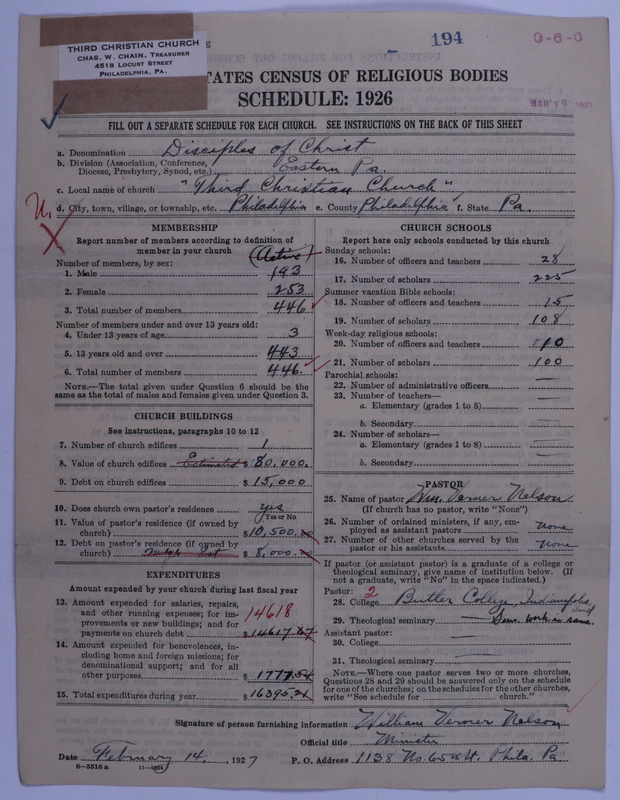 THIRD CHRISTIAN CHURCH
CHAS. W. CHAIN, TREASURER
4518 LOCUST STREET
PHILADELPHIA, PA.
194
0-6-0
STATES CENSUS OF RELIGIOUS BODIES
SCHEDULE: 1926
MAR 1 1927
FILL OUT A SEPARATE SCHEDULE FOR EACH CHURCH. SEE INSTRUCTIONS ON THE BACK OF THIS SHEET
a. Denomination Disciples of Christ
b. Division (Association, Conference, Diocese, Presbytery, Synod, etc.) Eastern Pa.
c. Local name of church "Third Christian Church"
d. City, town, village, or township, etc. Philadelphia e. County Philadelphia f. State Pa.
MEMBERSHIP
Report number of members according to definition of
member in your church (Active)
Number of members, by sex:
1. Male 193
2. Female 253
3. Total number of members 446
Number of members under and over 13 years old:
4. Under 13 years of age 3
5. 13 years old and over 443
6. Total number of members 446.
NOTE.—The total given under Question 6 should be
same as the total of males and females given under Question 3.
CHURCH BUILDINGS
See instructions, paragraphs 10 to 12
7. Number of church edifices 1
8. Value of church edifices Estimated $ 80,000.
9. Debt on church edifices $ 15,000
10. Does church own pastor's residence yes
(Yes or No)
11. Value of pastor's residence (if owned by
church) $ 10,500.
12. Debt on pastor's residence (if owned by
church) $ 8,000.
EXPENDITURES
Amount expended by your church during last fiscal year
13. Amount expended for salaries, repairs,
and other running expenses; for im-
provements or new buildings; and for
payments on church debt 14618 $ 14617.67
14. Amount expended for benevolences, in-
cluding home and foreign missions; for
denominational support; and for all
other purposes $ 1777.54
15. Total expenditures during year $ 16395.21
CHURCH SCHOOLS
Report here only schools conducted by this church
Sunday schools:
16. Number of officers and teachers 28
17. Number of scholars 225
Summer vacation Bible schools:
18. Number of officers and teachers 15
19. Number of scholars 108
Week-day religious schools:
20. Number of officers and teachers 10
21. Number of scholars 100
Parochial schools:
22. Number of administrative officers —
23. Number of teachers—
a. Elementary (grades 1 to 8) —
b. Secondary —
24. Number of scholars—
a. Elementary (grades 1 to 8) —
b. Secondary —
PASTOR
25. Name of pastor Wm. Verner Nelson
(If church has no pastor, write "None")
26. Number of ordained ministers, if any, em-
ployed as assistant pastors none
27. Number of other churches served by the
pastor or his assistants none
If pastor (or assistant pastor) is a graduate of a college or
theological seminary, give name of institution below. (If
not a graduate, write "No" in the space indicated.)
Pastor: 2
28. College Butler College, Indianapolis, Ind
29. Theological seminary — Sem. work in same.
Assistant pastor:
30. College —
31. Theological seminary —
NOTE.—Where one pastor serves two or more churches,
Questions 28 and 29 should be answered only on the schedule
for one of the churches; on the schedules for the other churches,
write "See schedule for church."
Signature of person furnishing information William Verner Nelson
Official title Minister
Date February 14, 1927 P. O. Address 1138 No. 65th St. Phila. Pa
8-5518a